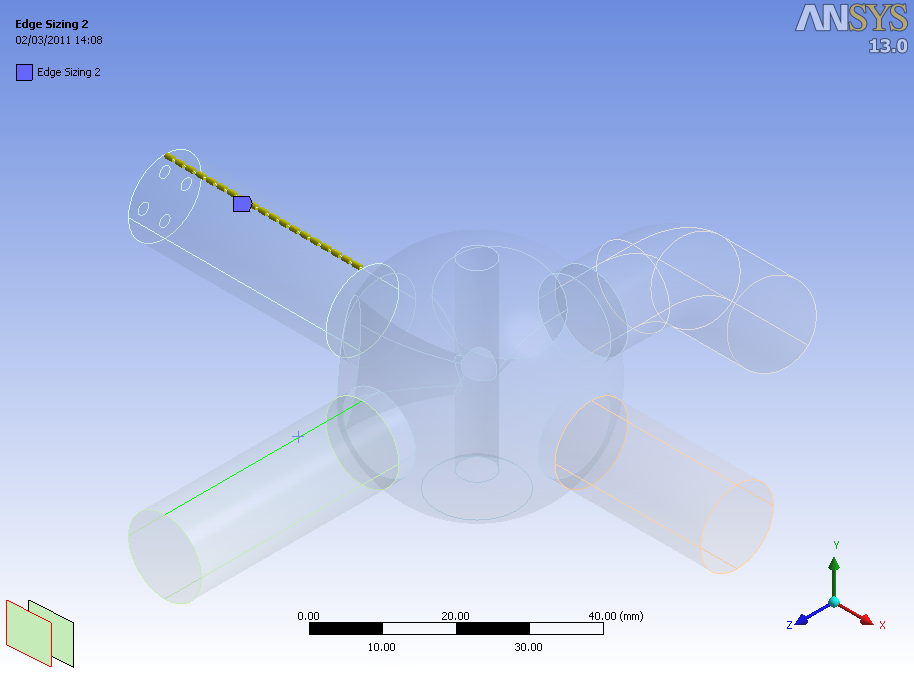 Edge Sizing 2
02/03/2011 14:08
Edge Sizing 2
ANSYS
13.0
0.00 20.00 40.00 (mm)
10.00 30.00
Y
Z X